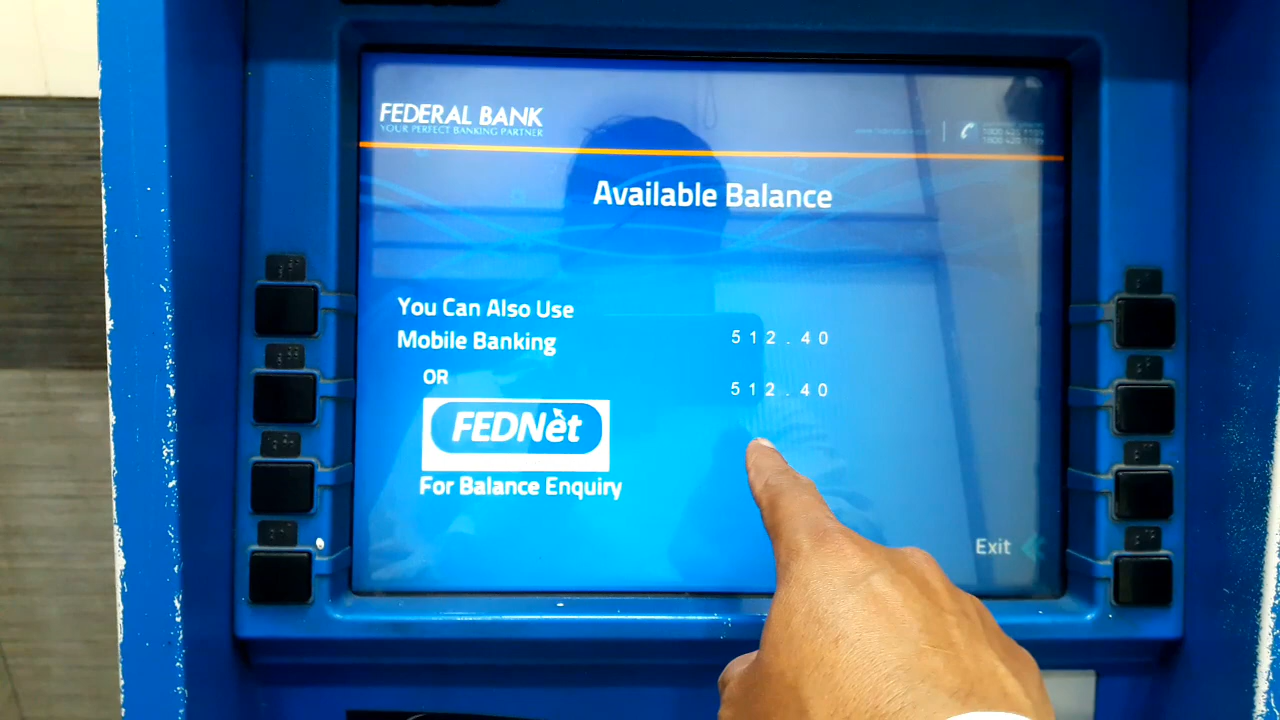 FEDERAL BANK
YOUR PERFECT BANKING PARTNER
Available Balance
You Can Also Use
Mobile Banking
512.40
OR
512.40
FEDNet
For Balance Enquiry
Exit